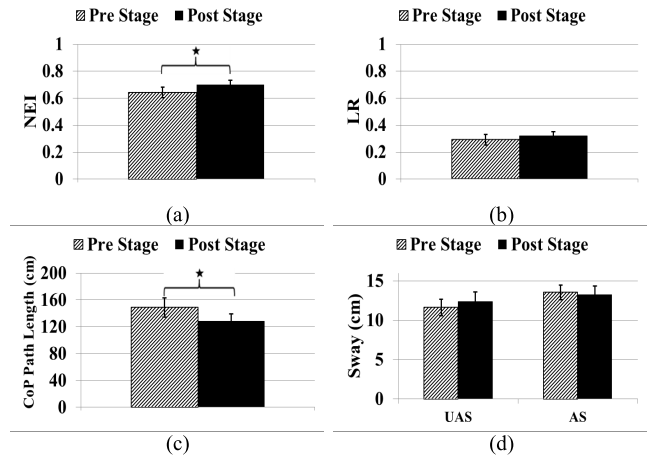 Pre Stage Post Stage
1
0.8
0.6
0.4
0.2
0
NEI
★
(a)
Pre Stage Post Stage
1
0.8
0.6
0.4
0.2
0
LR
(b)
Pre Stage Post Stage
200
160
120
80
40
0
CoP Path Length (cm)
★
(c)
Pre Stage Post Stage
15
10
5
0
Sway (cm)
UAS AS
(d)